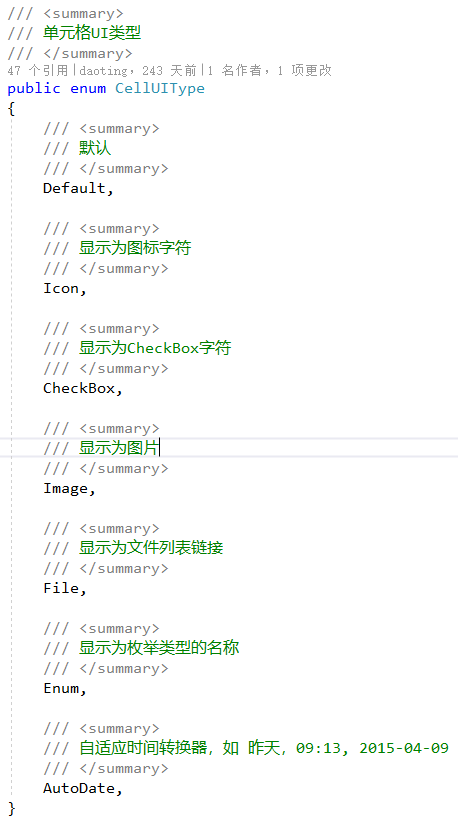 /// <summary>
/// 单元格UI类型
/// </summary>
47 个引用|daoting，243 天前|1 名作者，1 项更改
public enum CellUIType
{
/// <summary>
/// 默认
/// </summary>
Default,
/// <summary>
/// 显示为图标字符
/// </summary>
Icon,
/// <summary>
/// 显示为CheckBox字符
/// </summary>
CheckBox,
/// <summary>
/// 显示为图片
/// </summary>
Image,
/// <summary>
/// 显示为文件列表链接
/// </summary>
File,
/// <summary>
/// 显示为枚举类型的名称
/// </summary>
Enum,
/// <summary>
/// 自适应时间转换器，如 昨天，09:13, 2015-04-09
/// </summary>
AutoDate,
}